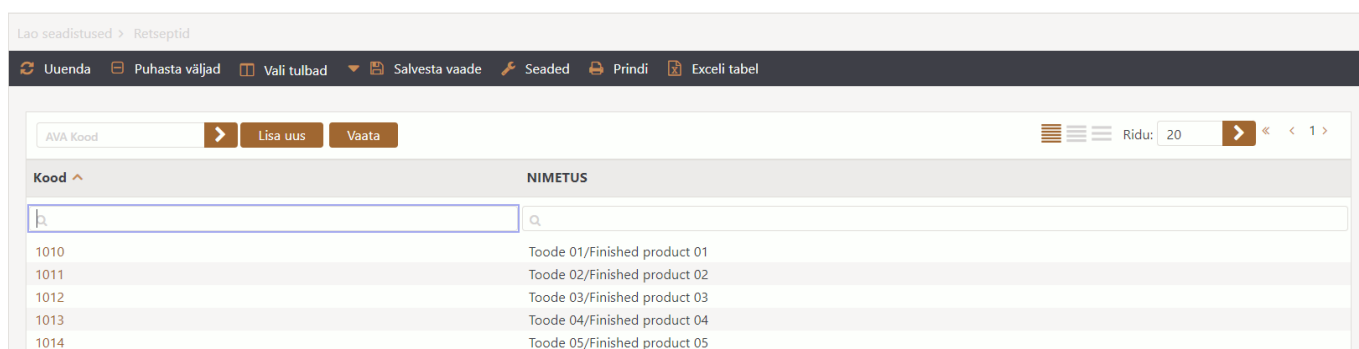 Lao seadistused > Retseptid
Uuenda Puhasta väljad Vali tulbad Salvesta vaade Seaded Prindi Exceli tabel
AVA Kood Lisa uus Vaata Ridu: 20 « < 1 >
Kood NIMETUS
1010 Toode 01/Finished product 01
1011 Toode 02/Finished product 02
1012 Toode 03/Finished product 03
1013 Toode 04/Finished product 04
1014 Toode 05/Finished product 05